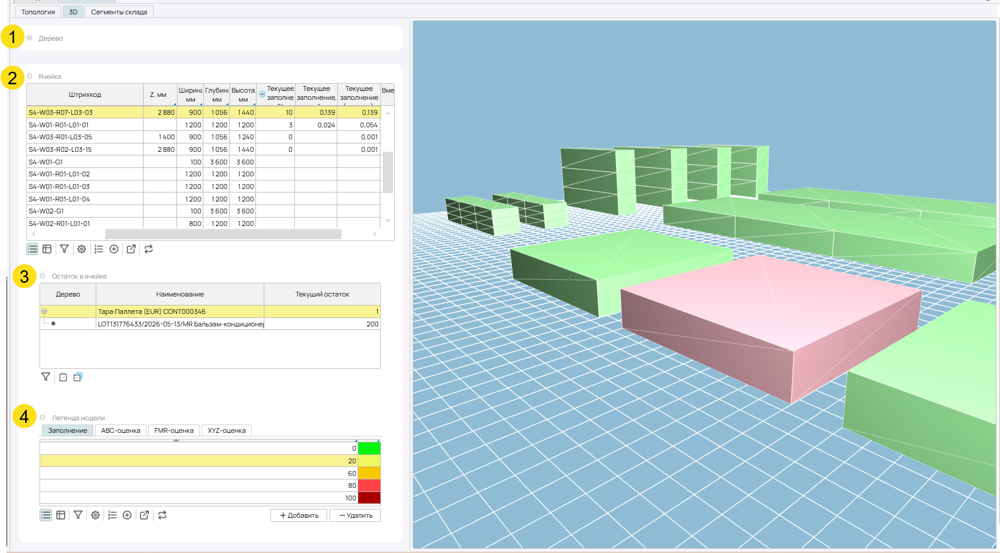 Топология 3D Сегменты склада
1 Дерево
2 Ячейка
Штрихкод Z, мм Ширина мм Глубина мм Высота мм Текущее заполне Текущее заполнение, Текущее заполнение Вме
S4-W03-R07-L03-03 2 880 900 1 056 1 440 10 0,139 0,139
S4-W01-R01-L01-01 1 200 1 200 1 200 3 0,024 0,054
S4-W03-R01-L03-05 1 400 900 1 056 1 240 0 0,001
S4-W03-R02-L03-15 2 880 900 1 056 1 440 0 0,001
S4-W01-G1 100 3 600 3 600
S4-W01-R01-L01-02 1 200 1 200 1 200
S4-W01-R01-L01-03 1 200 1 200 1 200
S4-W01-R01-L01-04 1 200 1 200 1 200
S4-W02-G1 100 3 600 3 600
S4-W02-R01-L01-01 800 1 200 1 200
3 Остаток в ячейке
Дерево Наименование Текущий остаток
Тара:Паллета (EUR) CONT000346 1
LOT131776433/2026-05-13/MR Бальзам-кондиционер 200
4 Легенда модели
Заполнение ABC-оценка FMR-оценка XYZ-оценка
0
20
60
80
100
+ Добавить − Удалить